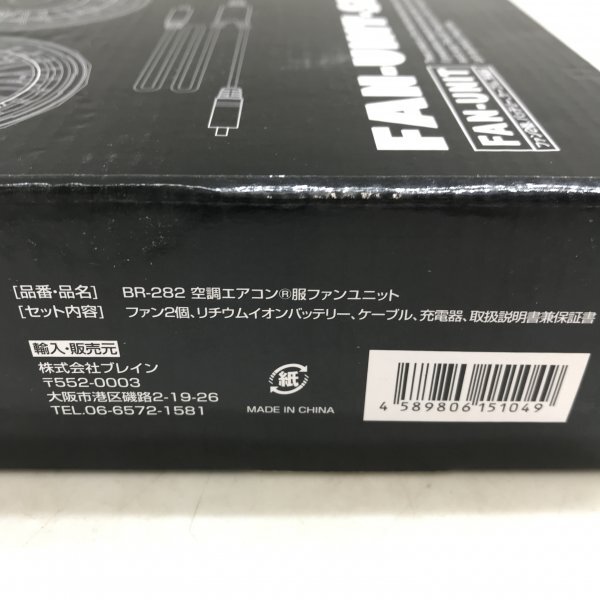 FAN-UNIT
FAN-UNIT
[品番・品名] BR-282 空調エアコン®服ファンユニット
[セット内容] ファン2個、リチウムイオンバッテリー、ケーブル、充電器、取扱説明書兼保証書
輸入・販売元
株式会社ブレイン
〒552-0003
大阪市港区磯路2-19-26
TEL.06-6572-1581
紙
MADE IN CHINA
4 589806 151049